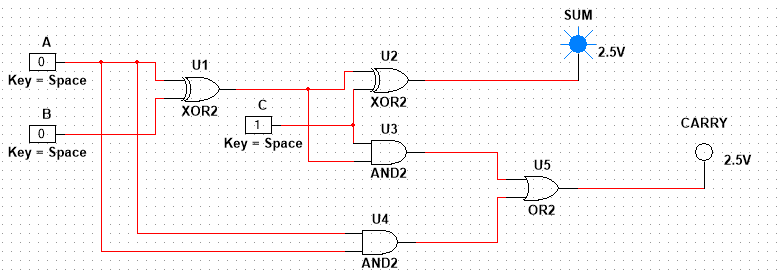 SUM
2.5V
A
0
Key = Space
U1
XOR2
U2
XOR2
B
0
Key = Space
C
1
Key = Space
U3
AND2
CARRY
2.5V
U5
OR2
U4
AND2